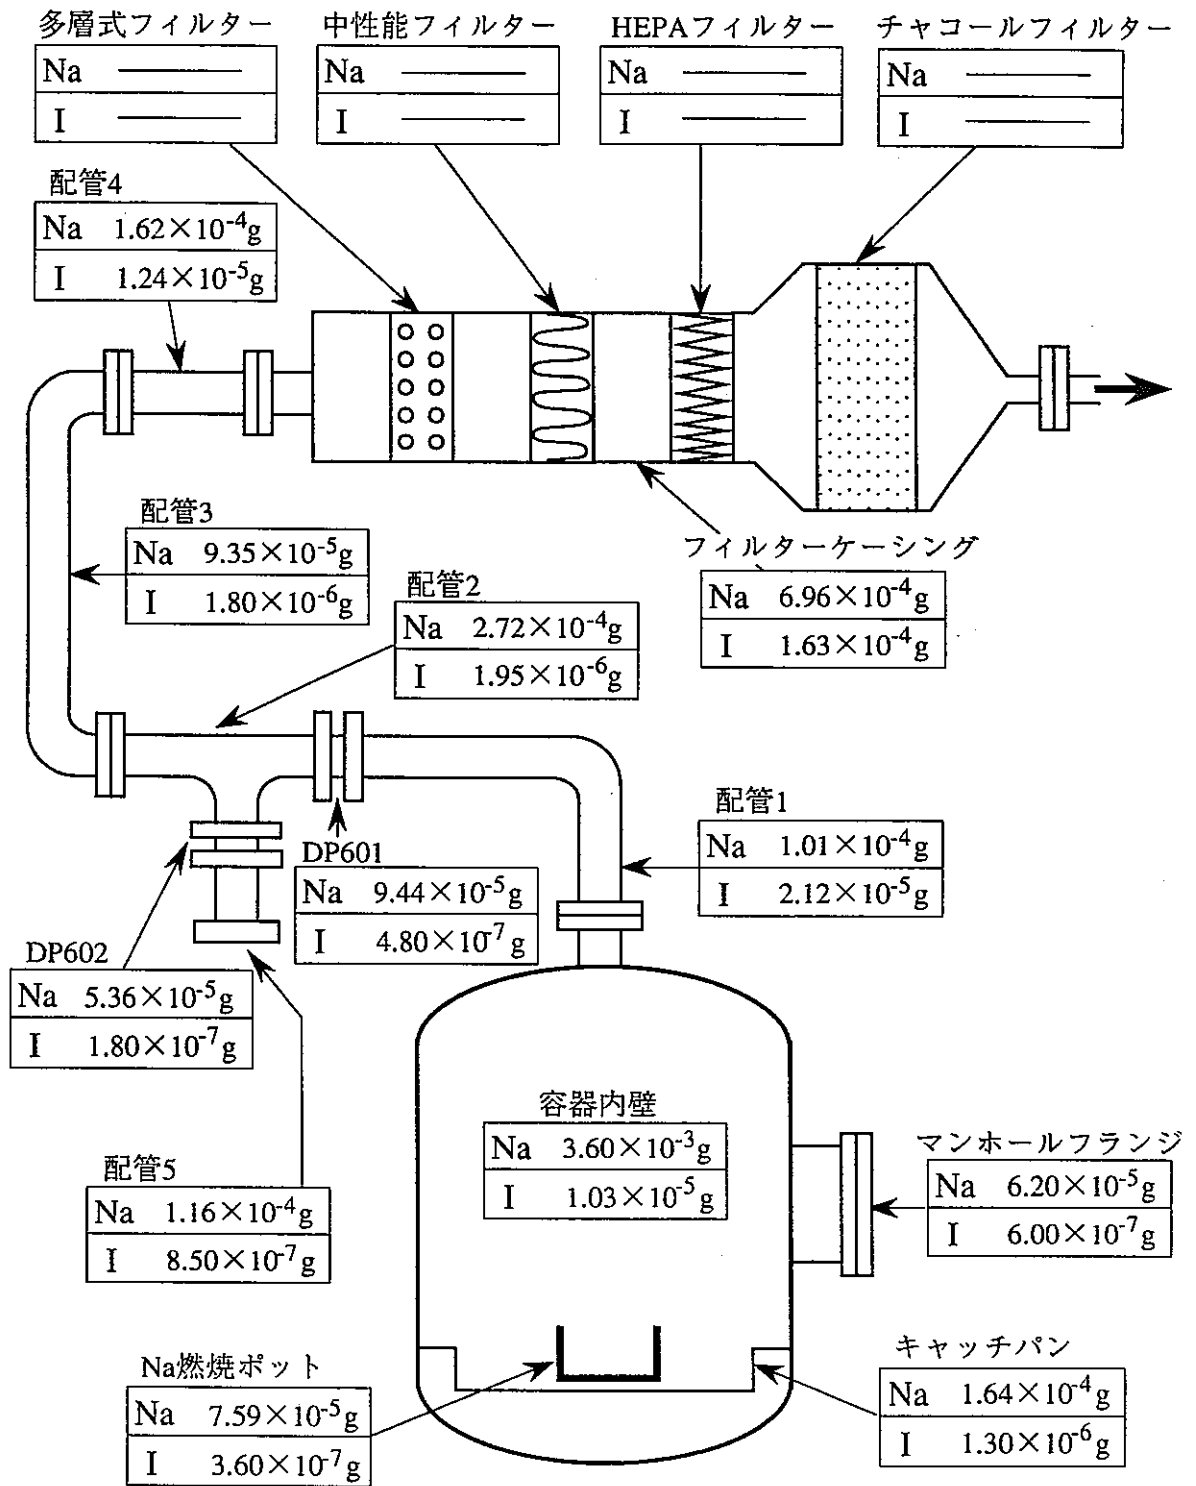 多層式フィルター
Na ―――
I ―――
中性能フィルター
Na ―――
I ―――
HEPAフィルター
Na ―――
I ―――
チャコールフィルター
Na ―――
I ―――
配管4
Na 1.62×10⁻⁴g
I 1.24×10⁻⁵g
配管3
Na 9.35×10⁻⁵g
I 1.80×10⁻⁶g
フィルターケーシング
Na 6.96×10⁻⁴g
I 1.63×10⁻⁴g
配管2
Na 2.72×10⁻⁴g
I 1.95×10⁻⁶g
配管1
Na 1.01×10⁻⁴g
I 2.12×10⁻⁵g
DP601
Na 9.44×10⁻⁵g
I 4.80×10⁻⁷g
DP602
Na 5.36×10⁻⁵g
I 1.80×10⁻⁷g
容器内壁
Na 3.60×10⁻³g
I 1.03×10⁻⁵g
マンホールフランジ
Na 6.20×10⁻⁵g
I 6.00×10⁻⁷g
配管5
Na 1.16×10⁻⁴g
I 8.50×10⁻⁷g
Na燃焼ポット
Na 7.59×10⁻⁵g
I 3.60×10⁻⁷g
キャッチパン
Na 1.64×10⁻⁴g
I 1.30×10⁻⁶g